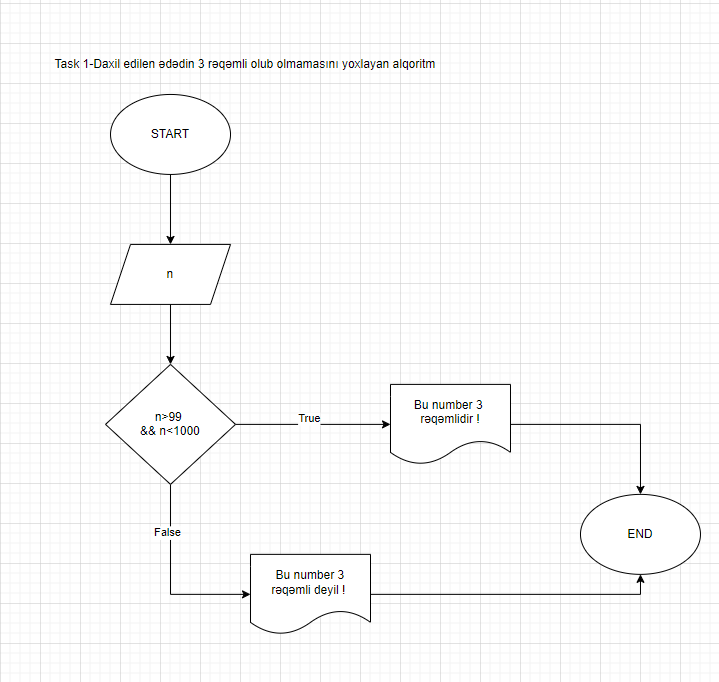 Task 1-Daxil edilən ədədin 3 rəqəmli olub olmamasını yoxlayan alqoritm
START
n
n>99
&& n<1000
True
Bu number 3
rəqəmlidir !
False
END
Bu number 3
rəqəmli deyil !